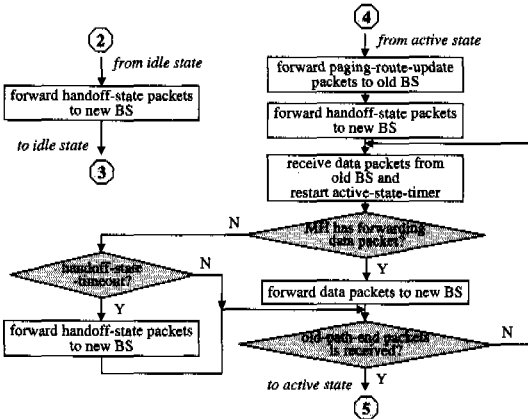 2
from idle state
forward handoff-state packets
to new BS
to idle state
3
4
from active state
forward paging-route-update
packets to old BS
forward handoff-state packets
to new BS
receive data packets from
old BS and
restart active-state-timer
MH has forwarding
data packet?
N
Y
handoff-state
timeout?
N
Y
forward handoff-state packets
to new BS
forward data packets to new BS
old-path-end packets
is received?
N
Y
to active state
5